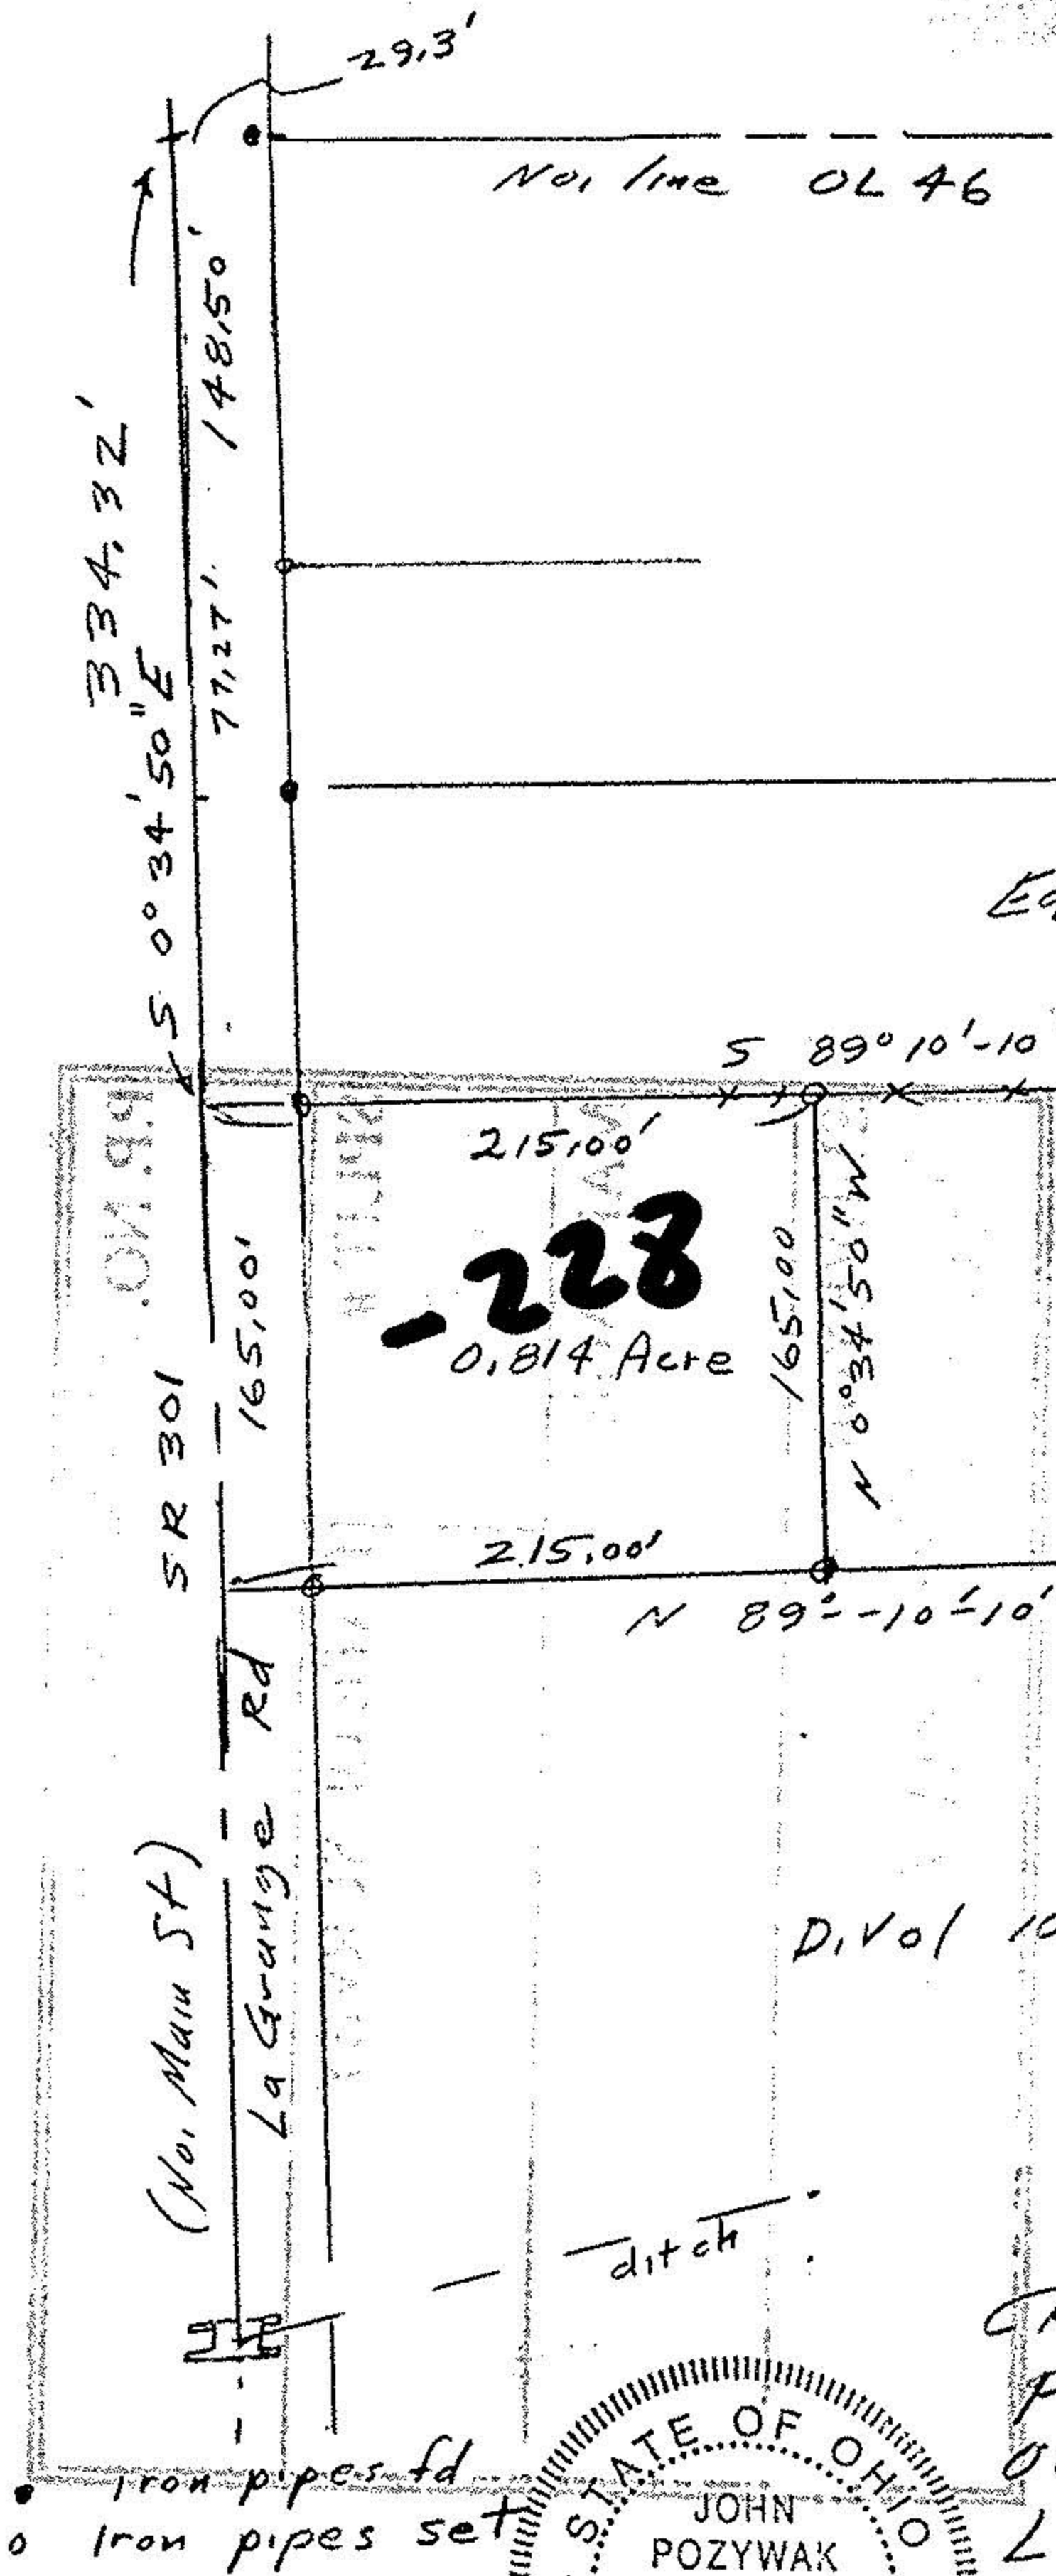 29.3'
No. line OL 46
148.50'
334.32'
77.27'
S 0° 34' 50" E
S 89° 10'-10
215.00'
P.P. NO.
-228
0.814 Acre
165.00'
165.00
N 0° 34' 50" W
SR 301
215.00'
N 89°--10'-10'
La Grange Rd
(No. Main St)
D. Vol 10
ditch
• Iron pipes fd
o Iron pipes set
STATE OF OHIO
JOHN
POZYWAK